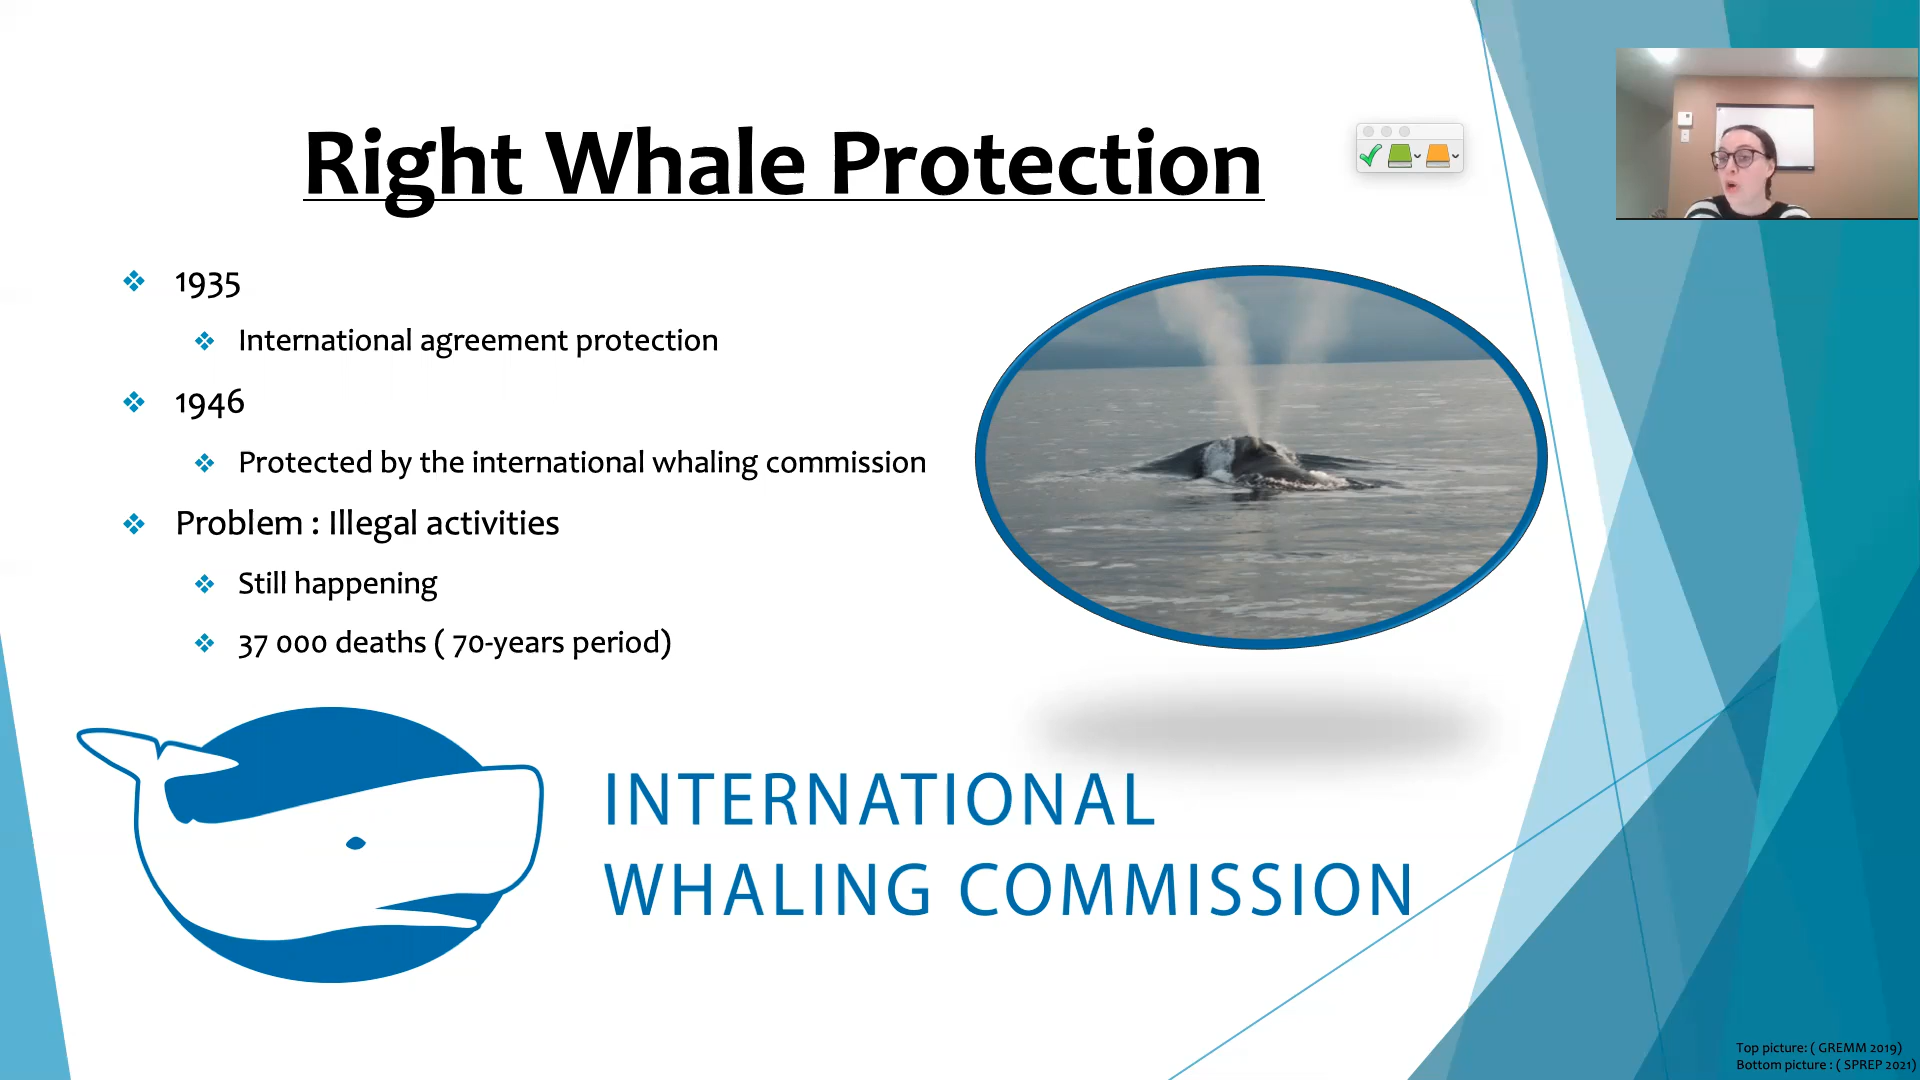 Right Whale Protection
1935
International agreement protection
1946
Protected by the international whaling commission
Problem : Illegal activities
Still happening
37 000 deaths ( 70-years period)
INTERNATIONAL
WHALING COMMISSION
Top picture: ( GREMM 2019)
Bottom picture : ( SPREP 2021)